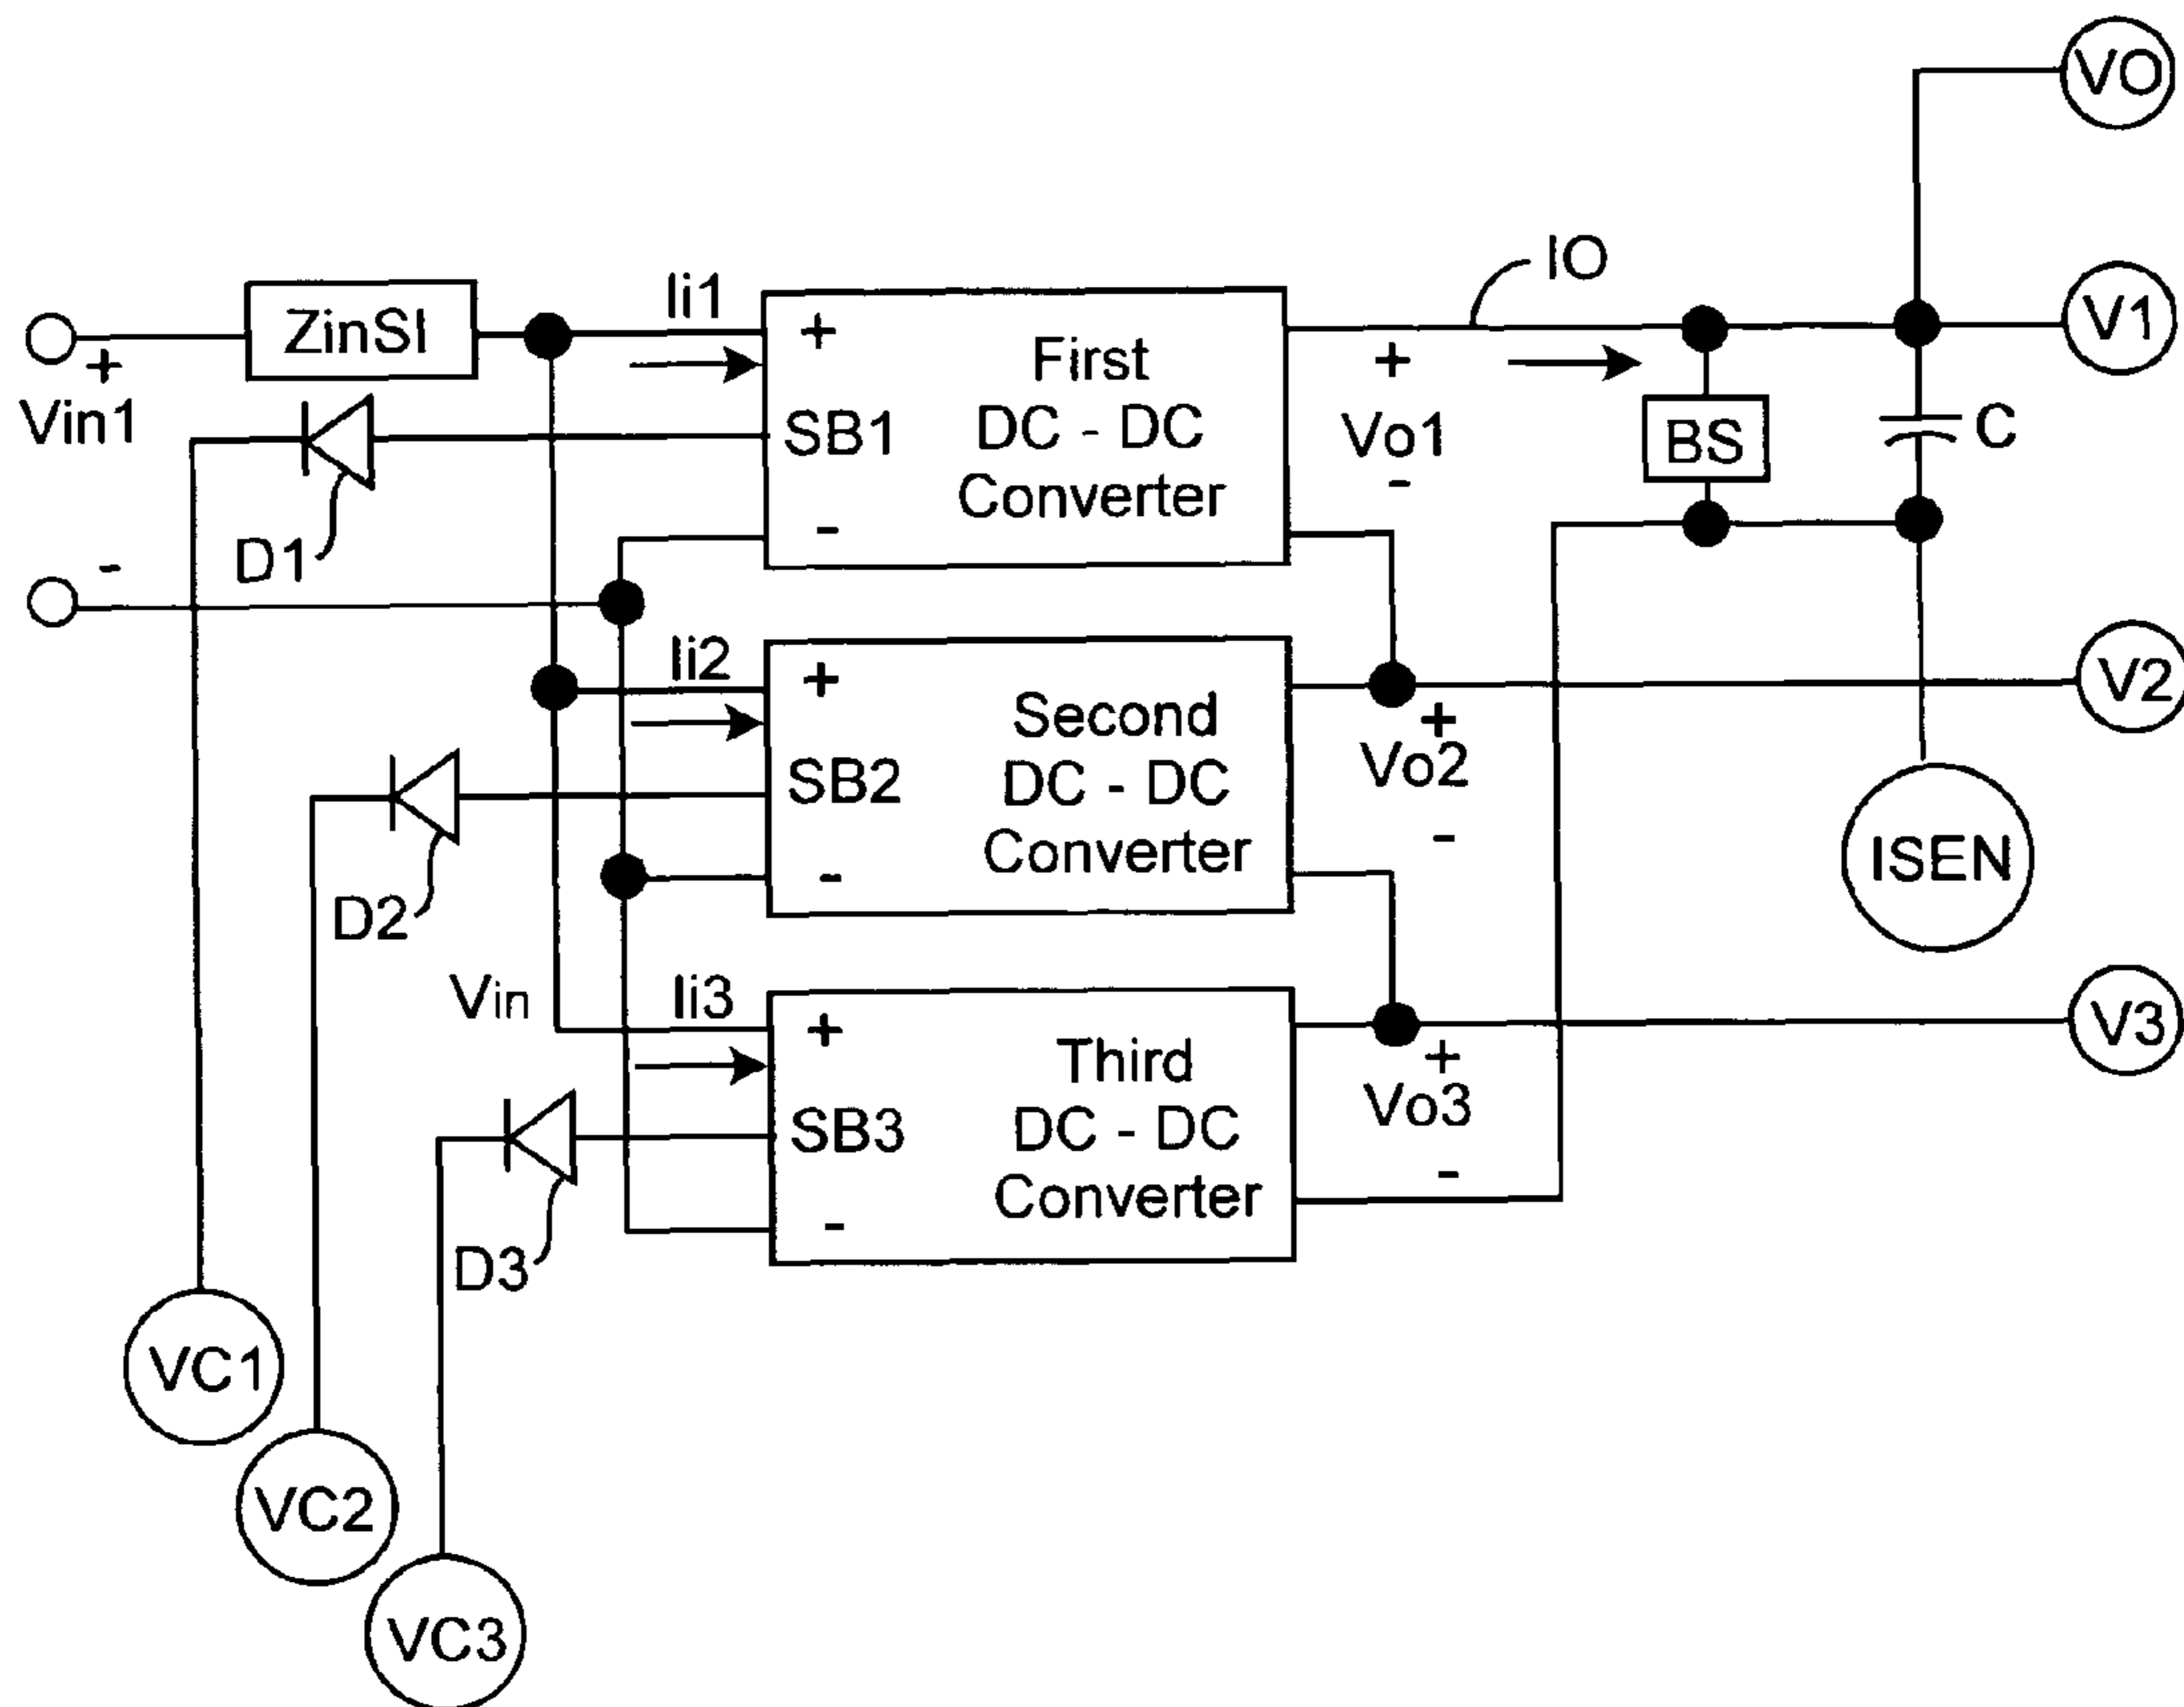 VO
IO
ZinSI
Ii1
+
First
DC - DC
Converter
SB1
-
+
Vo1
-
V1
+
Vin1
-
D1
BS
C
Ii2
+
Second
DC - DC
Converter
SB2
-
+
Vo2
-
V2
D2
ISEN
Vin
Ii3
+
Third
DC - DC
Converter
SB3
-
+
Vo3
-
V3
D3
VC1
VC2
VC3